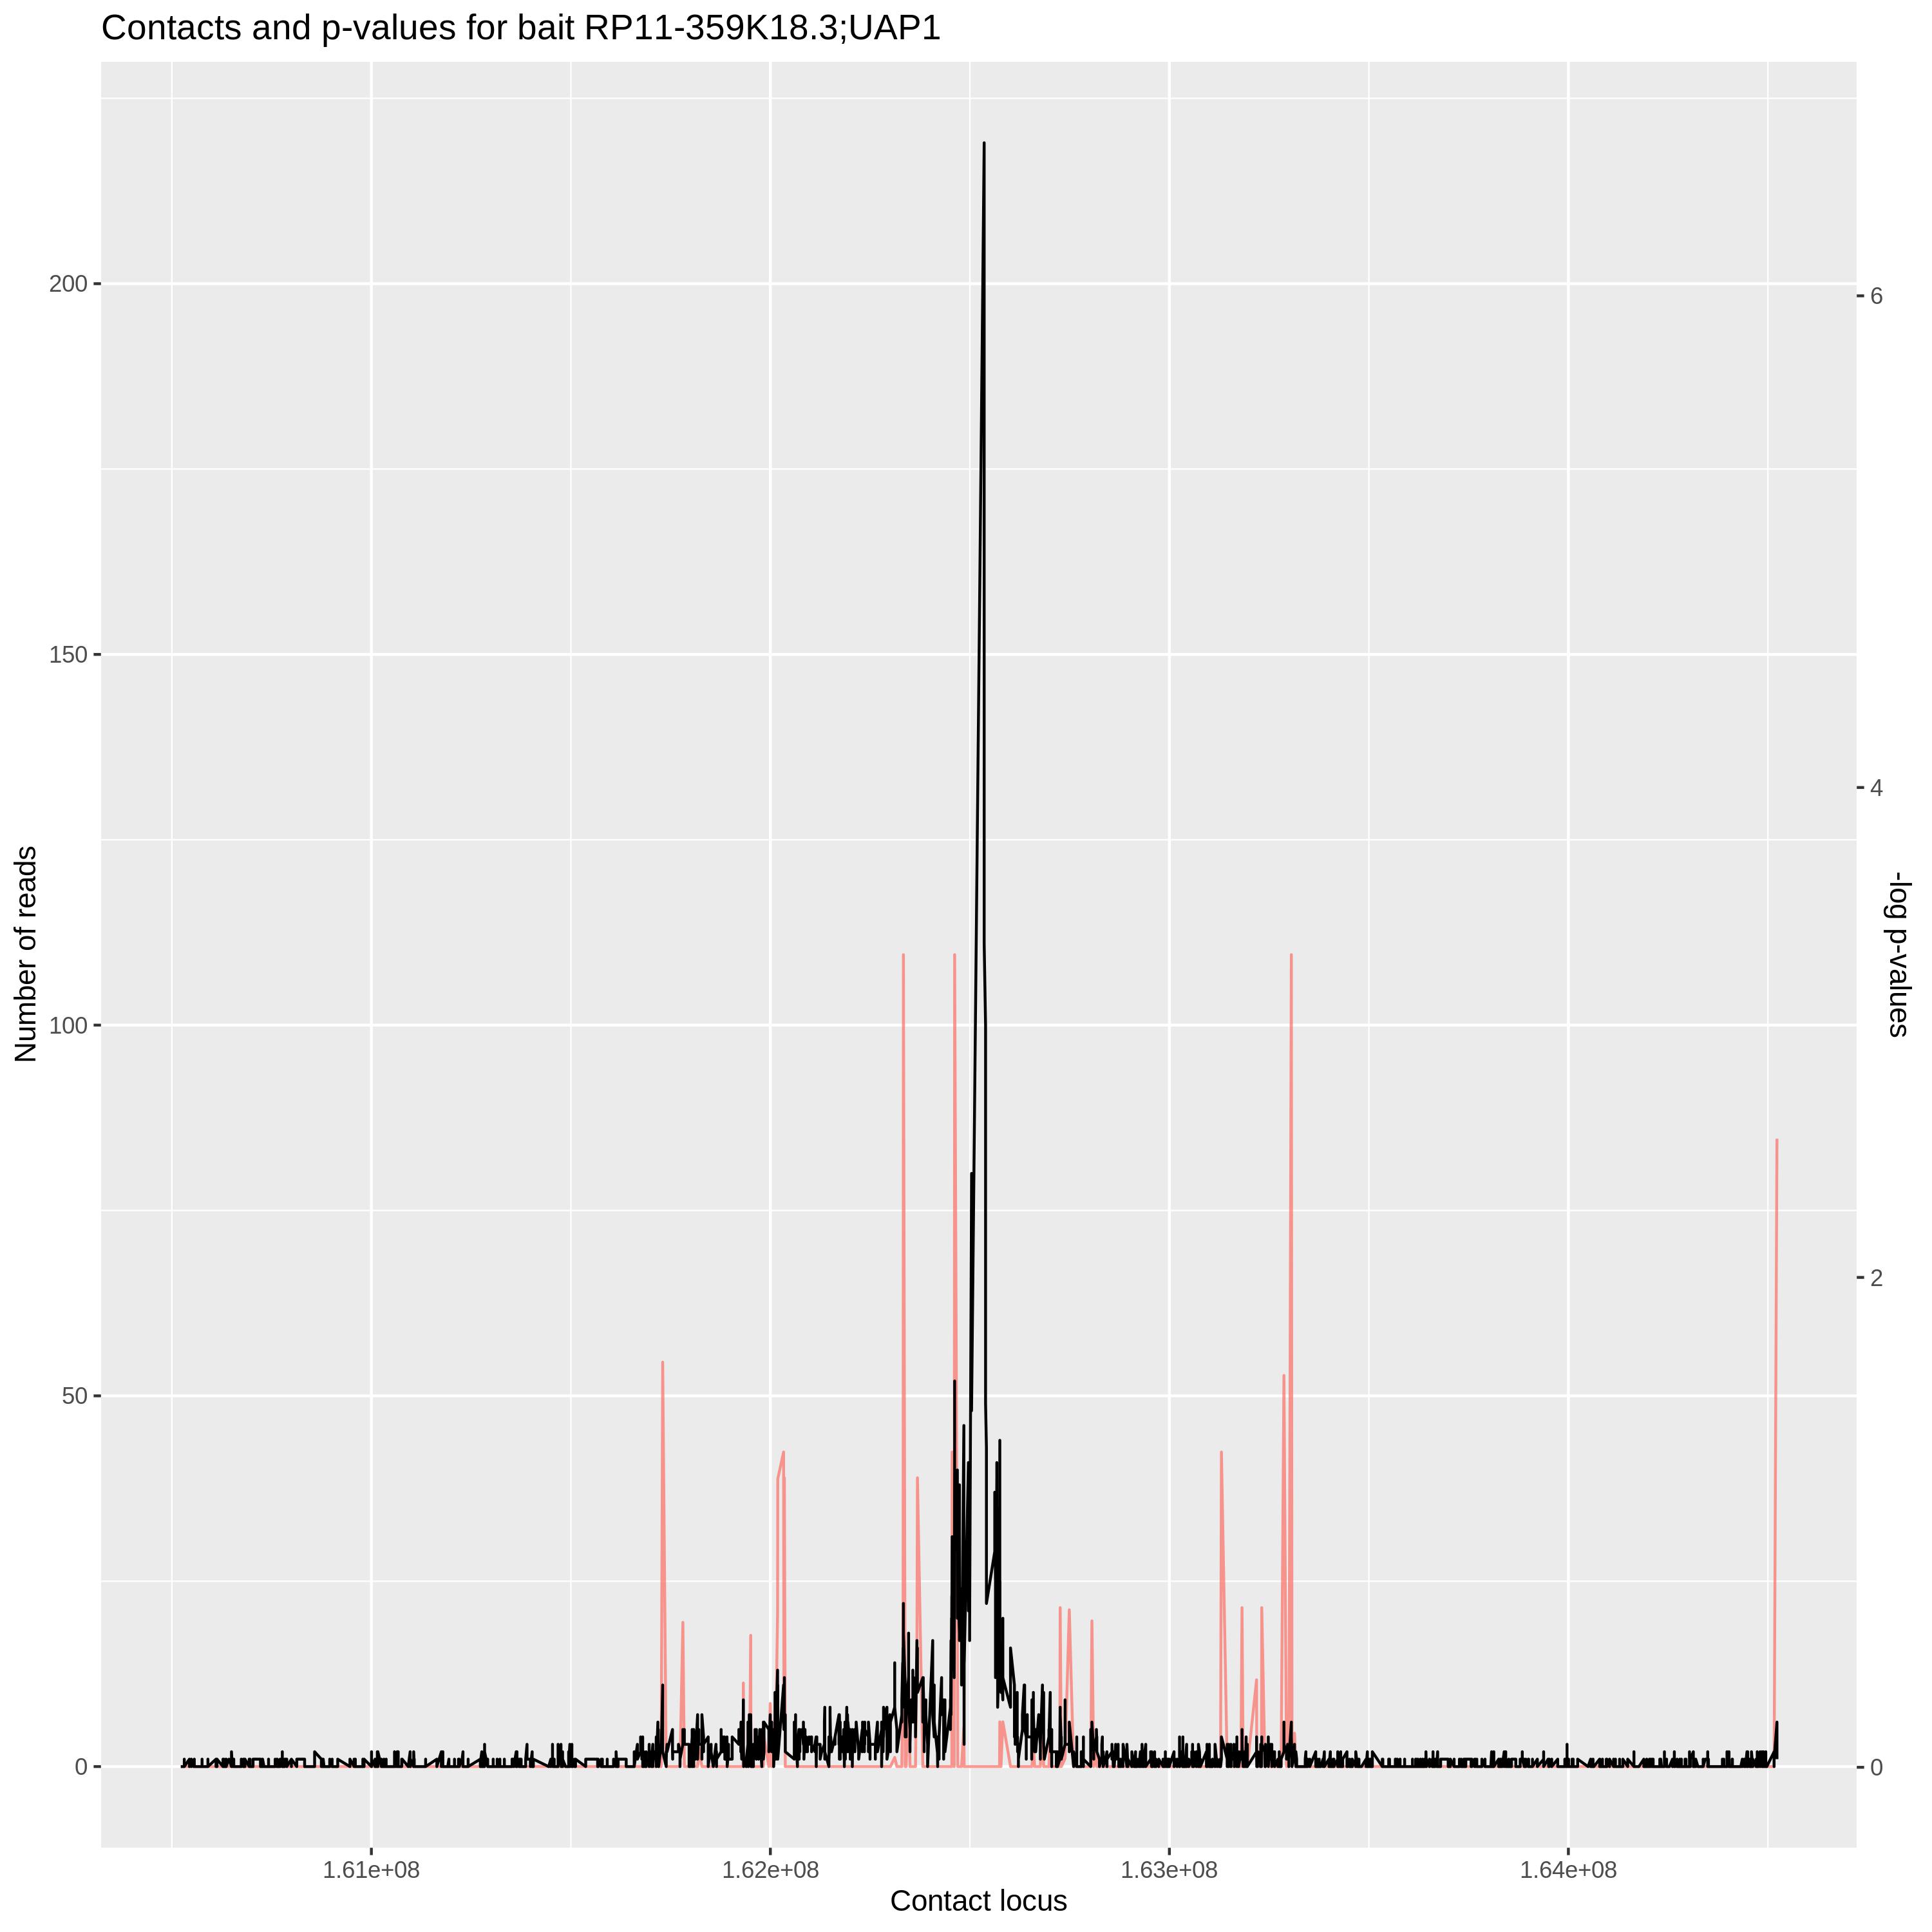 Contacts and p-values for bait RP11-359K18.3;UAP1
200
150
100
50
0
Number of reads
6
4
2
0
-log p-values
1.61e+08
1.62e+08
1.63e+08
1.64e+08
Contact locus